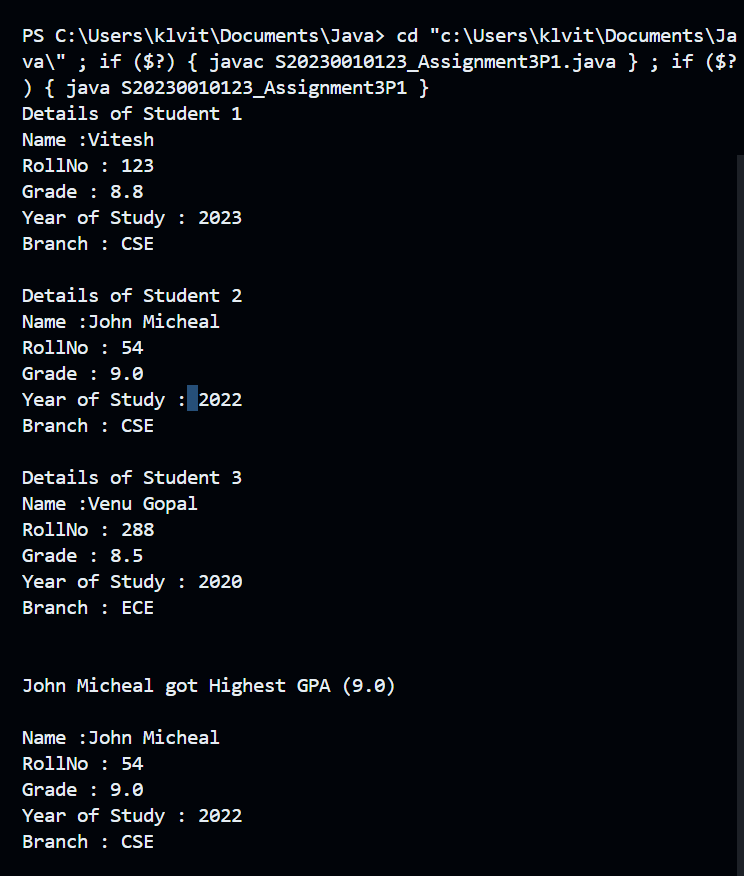 PS C:\Users\klvit\Documents\Java> cd "c:\Users\klvit\Documents\Ja
va\" ; if ($?) { javac S20230010123_Assignment3P1.java } ; if ($?
) { java S20230010123_Assignment3P1 }
Details of Student 1
Name :Vitesh
RollNo : 123
Grade : 8.8
Year of Study : 2023
Branch : CSE
Details of Student 2
Name :John Micheal
RollNo : 54
Grade : 9.0
Year of Study : 2022
Branch : CSE
Details of Student 3
Name :Venu Gopal
RollNo : 288
Grade : 8.5
Year of Study : 2020
Branch : ECE
John Micheal got Highest GPA (9.0)
Name :John Micheal
RollNo : 54
Grade : 9.0
Year of Study : 2022
Branch : CSE